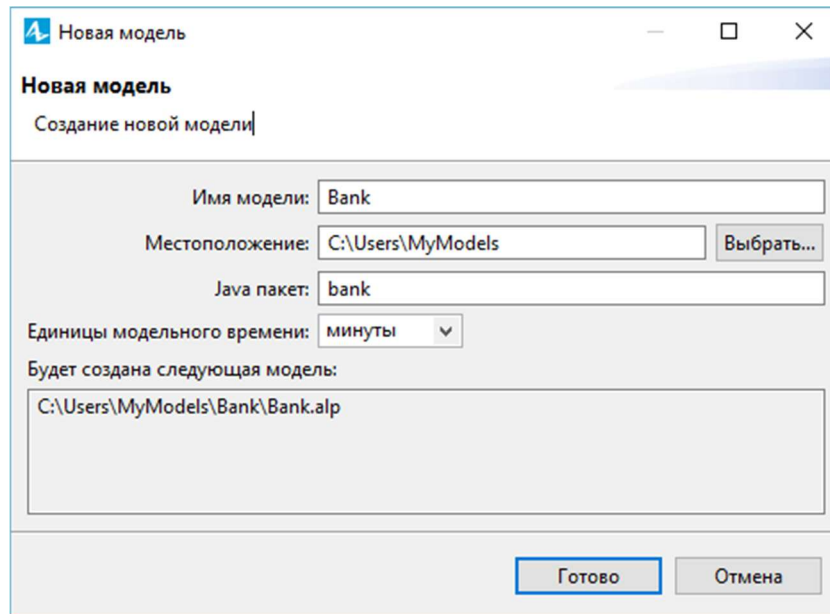 Новая модель
Новая модель
Создание новой модели
Имя модели: Bank
Местоположение: C:\Users\MyModels Выбрать...
Java пакет: bank
Единицы модельного времени: минуты
Будет создана следующая модель:
C:\Users\MyModels\Bank\Bank.alp
Готово Отмена